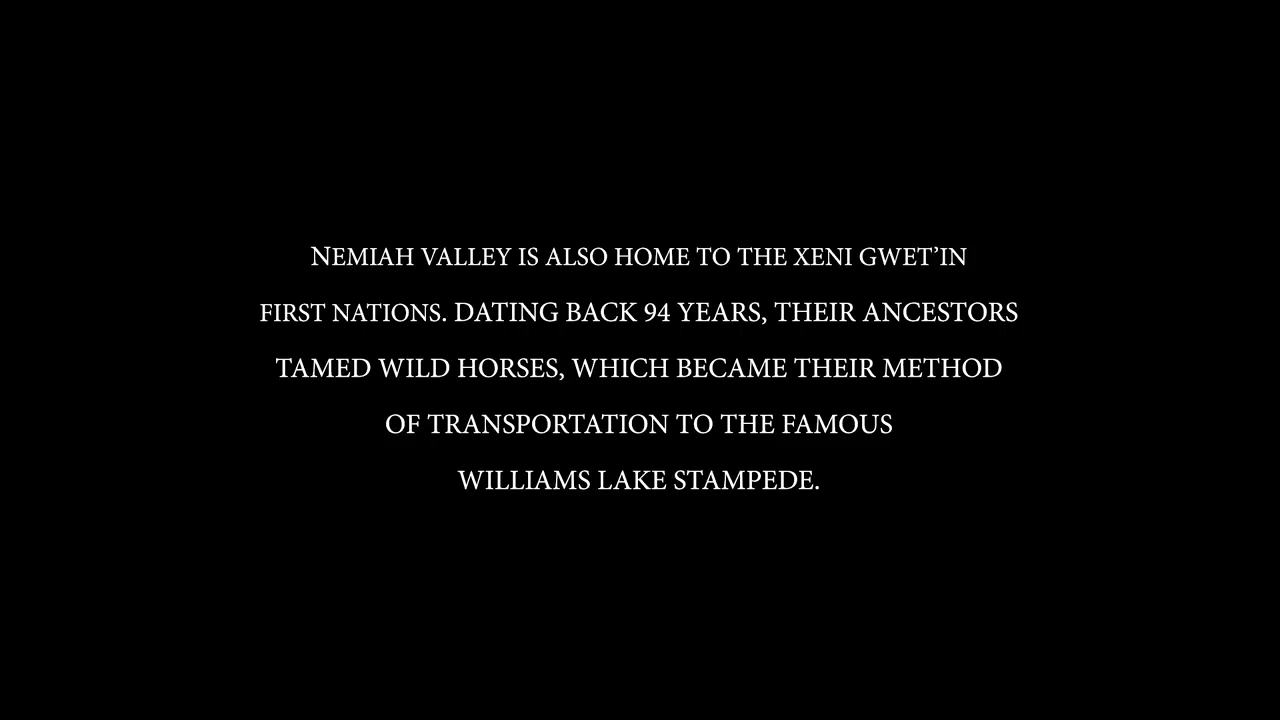 NEMIAH VALLEY IS ALSO HOME TO THE XENI GWET’IN
FIRST NATIONS. DATING BACK 94 YEARS, THEIR ANCESTORS
TAMED WILD HORSES, WHICH BECAME THEIR METHOD
OF TRANSPORTATION TO THE FAMOUS
WILLIAMS LAKE STAMPEDE.